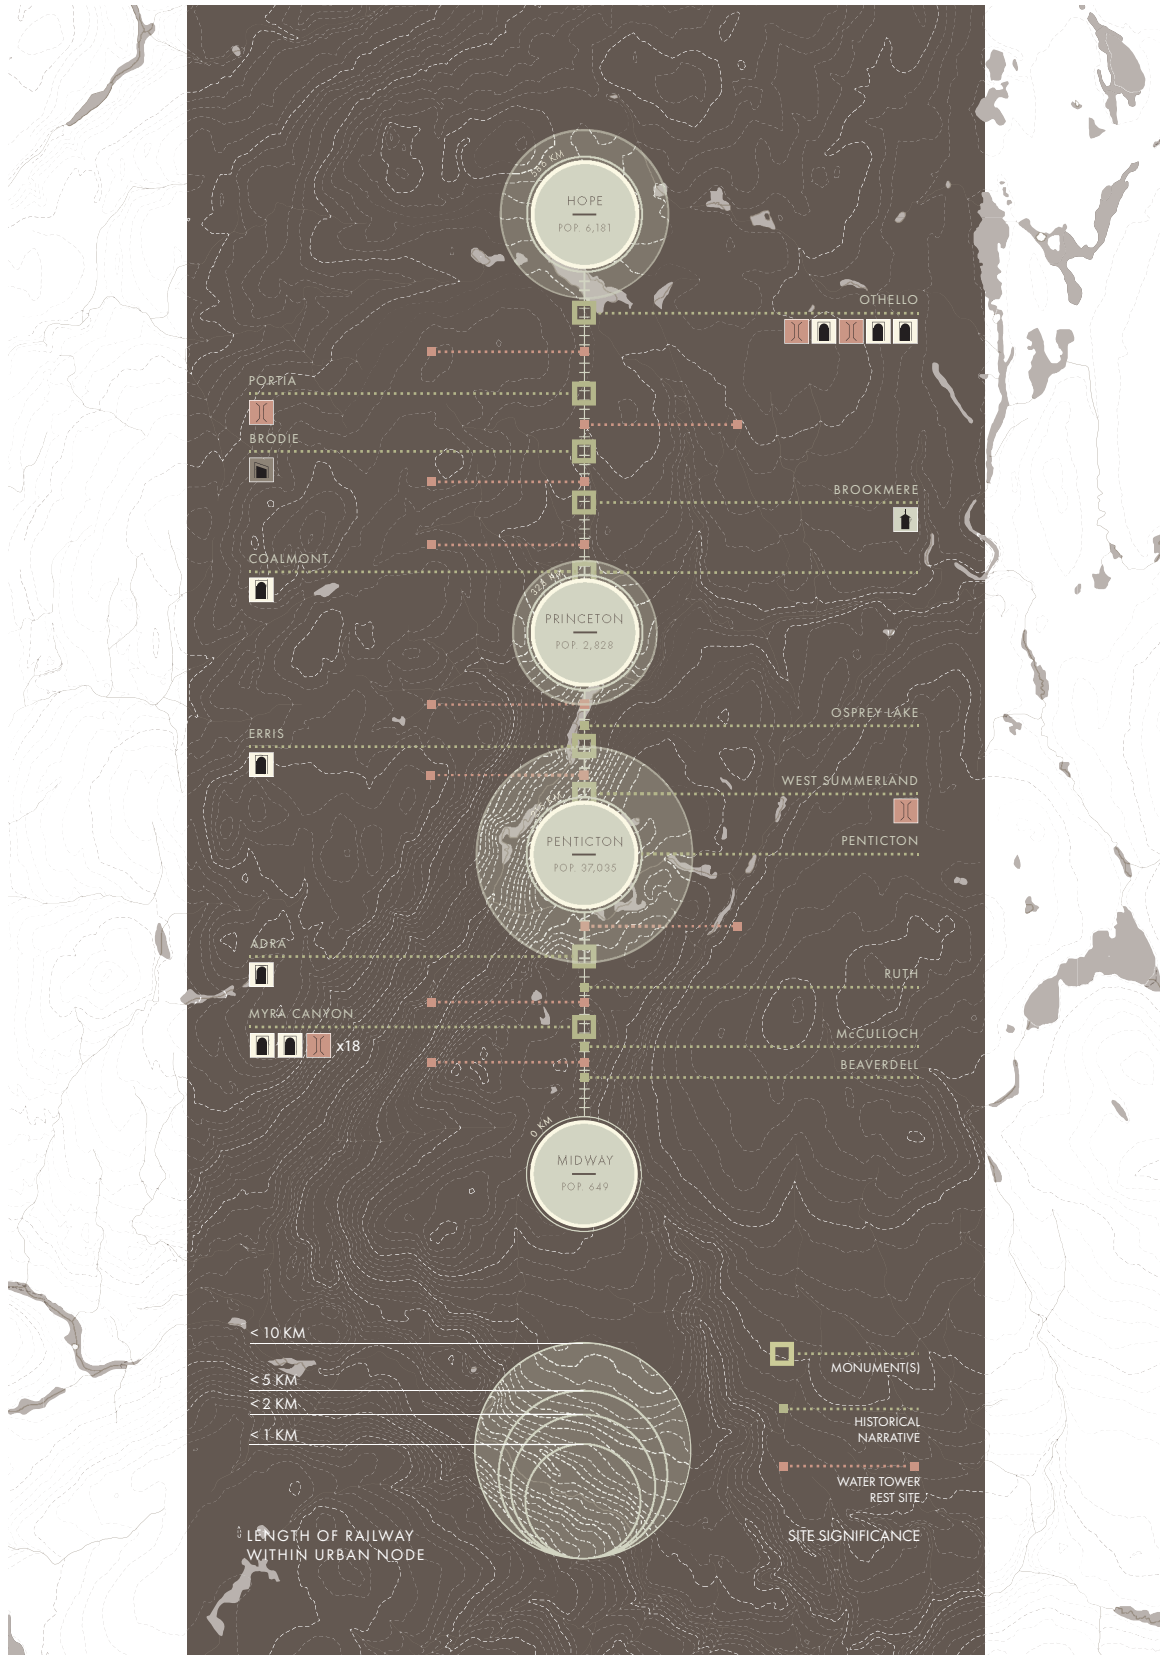 HOPE
POP. 6,181
OTHELLO
PORTIA
BRODIE
BROOKMERE
COALMONT
PRINCETON
POP. 2,828
OSPREY LAKE
ERRIS
WEST SUMMERLAND
PENTICTON
PENTICTON
POP. 37,035
ADRA
RUTH
MYRA CANYON
x18
McCULLOCH
BEAVERDELL
0 KM
MIDWAY
POP. 649
< 10 KM
< 5 KM
< 2 KM
< 1 KM
MONUMENT(S)
HISTORICAL
NARRATIVE
WATER TOWER
REST SITE
LENGTH OF RAILWAY
WITHIN URBAN NODE
SITE SIGNIFICANCE